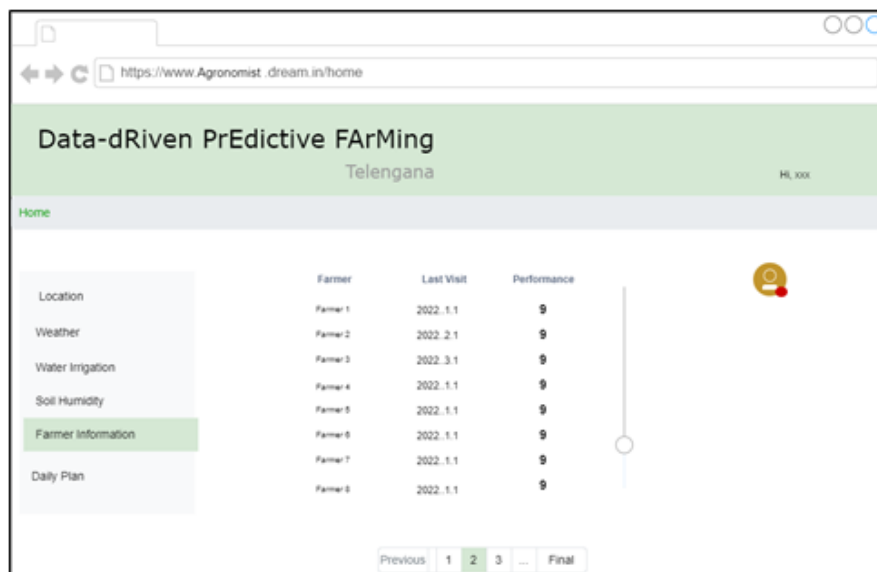 https://www.Agronomist .dream.in/home
Data-dRiven PrEdictive FArMing
Telengana
Hi, xxx
Home
Location
Weather
Water Irrigation
Soil Humidity
Farmer Information
Daily Plan
Farmer Last Visit Performance
Farmer 1 2022..1.1 9
Farmer 2 2022..2.1 9
Farmer 3 2022..3.1 9
Farmer 4 2022..1.1 9
Farmer 5 2022..1.1 9
Farmer 6 2022..1.1 9
Farmer 7 2022..1.1 9
Farmer 8 2022..1.1 9
Previous 1 2 3 ... Final